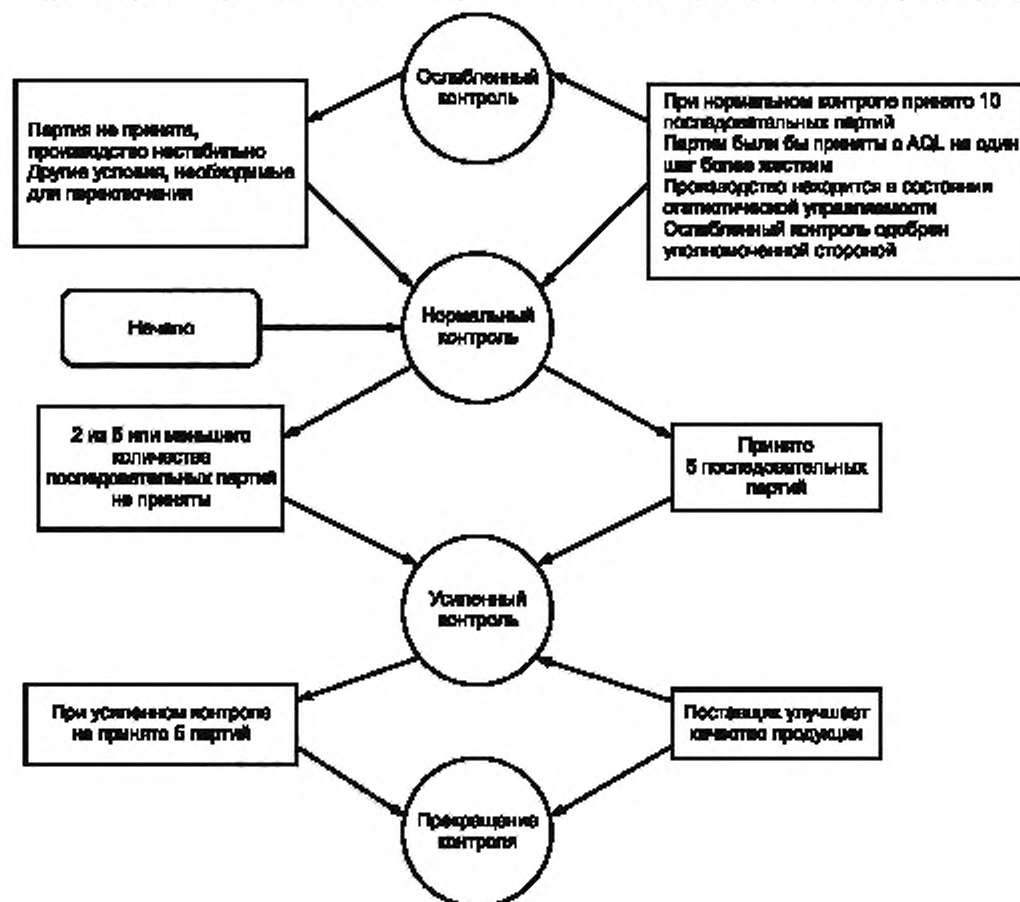 Ослабленный
контроль
Партия не принята,
производство нестабильно
Другие условия, необходимые
для переключения
При нормальном контроле принято 10
последовательных партий
Партии были бы приняты с AQL на один
шаг более жестким
Производство находится в состоянии
статистической управляемости
Ослабленный контроль одобрен
уполномоченной стороной
Начало
Нормальный
контроль
2 из 5 или меньшего
количества
последовательных партий
не приняты
Принято
5 последовательных
партий
Усиленный
контроль
При усиленном контроле
не принято 5 партий
Поставщик улучшает
качество продукции
Прекращение
контроля